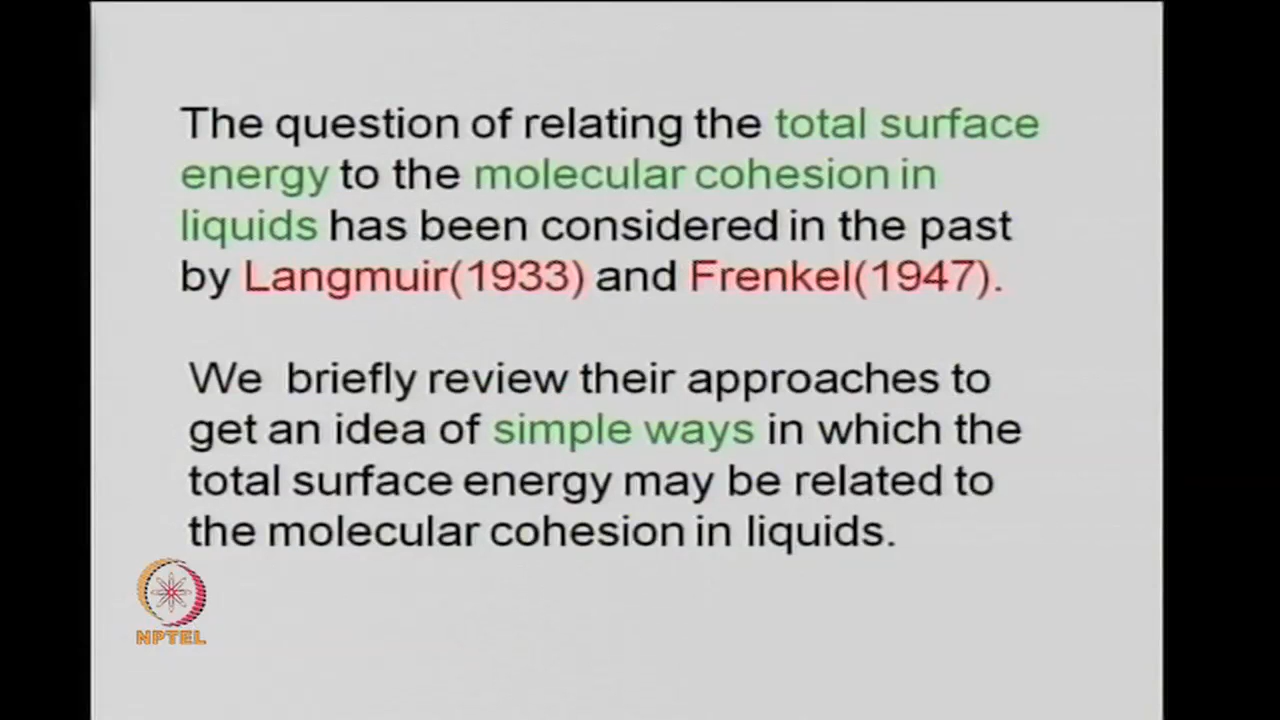 The question of relating the total surface
energy to the molecular cohesion in
liquids has been considered in the past
by Langmuir(1933) and Frenkel(1947).
We briefly review their approaches to
get an idea of simple ways in which the
total surface energy may be related to
the molecular cohesion in liquids.
NPTEL